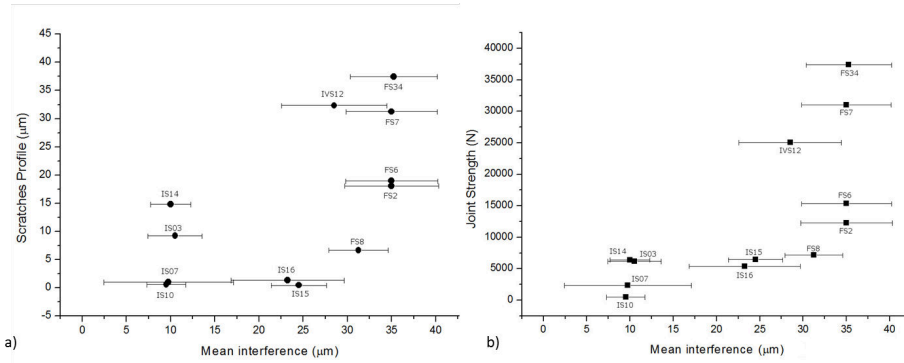 45
40
35
30
25
20
15
10
5
0
-5
Scratches Profile (μm)
FS34
IVS12
FS7
FS6
FS2
IS14
IS03
FS8
IS07
IS16
IS10
IS15
0 5 10 15 20 25 30 35 40
Mean interference (μm)
a)
40000
35000
30000
25000
20000
15000
10000
5000
0
Joint Strength (N)
FS34
FS7
IVS12
FS6
FS2
IS14 IS03
IS15
FS8
IS16
IS07
IS10
0 5 10 15 20 25 30 35 40
Mean interference (μm)
b)